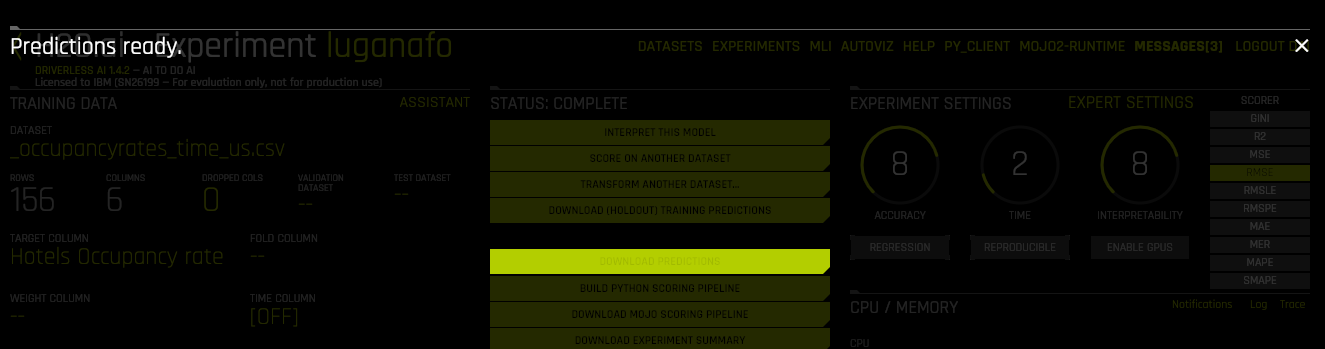 Predictions ready.
Experiment luganafo
DATASETS EXPERIMENTS MLI AUTOVIZ HELP PY_CLIENT MOJO2-RUNTIME MESSAGES[3] LOGOUT
DRIVERLESS AI 1.4.2 — AI TO DO AI
Licensed to IBM (SN26199 — For evaluation only, not for production use)
TRAINING DATA
ASSISTANT
DATASET
_occupancyrates_time_us.csv
ROWS
156
COLUMNS
6
DROPPED COLS
0
VALIDATION
DATASET
--
TEST DATASET
--
TARGET COLUMN
Hotels Occupancy rate
FOLD COLUMN
--
WEIGHT COLUMN
--
TIME COLUMN
[OFF]
STATUS: COMPLETE
INTERPRET THIS MODEL
SCORE ON ANOTHER DATASET
TRANSFORM ANOTHER DATASET...
DOWNLOAD (HOLDOUT) TRAINING PREDICTIONS
DOWNLOAD PREDICTIONS
BUILD PYTHON SCORING PIPELINE
DOWNLOAD MOJO SCORING PIPELINE
DOWNLOAD EXPERIMENT SUMMARY
EXPERIMENT SETTINGS
EXPERT SETTINGS
8
ACCURACY
2
TIME
8
INTERPRETABILITY
REGRESSION
REPRODUCIBLE
ENABLE GPUS
SCORER
GINI
R2
MSE
RMSE
RMSLE
RMSPE
MAE
MER
MAPE
SMAPE
CPU / MEMORY
Notifications Log Trace
CPU